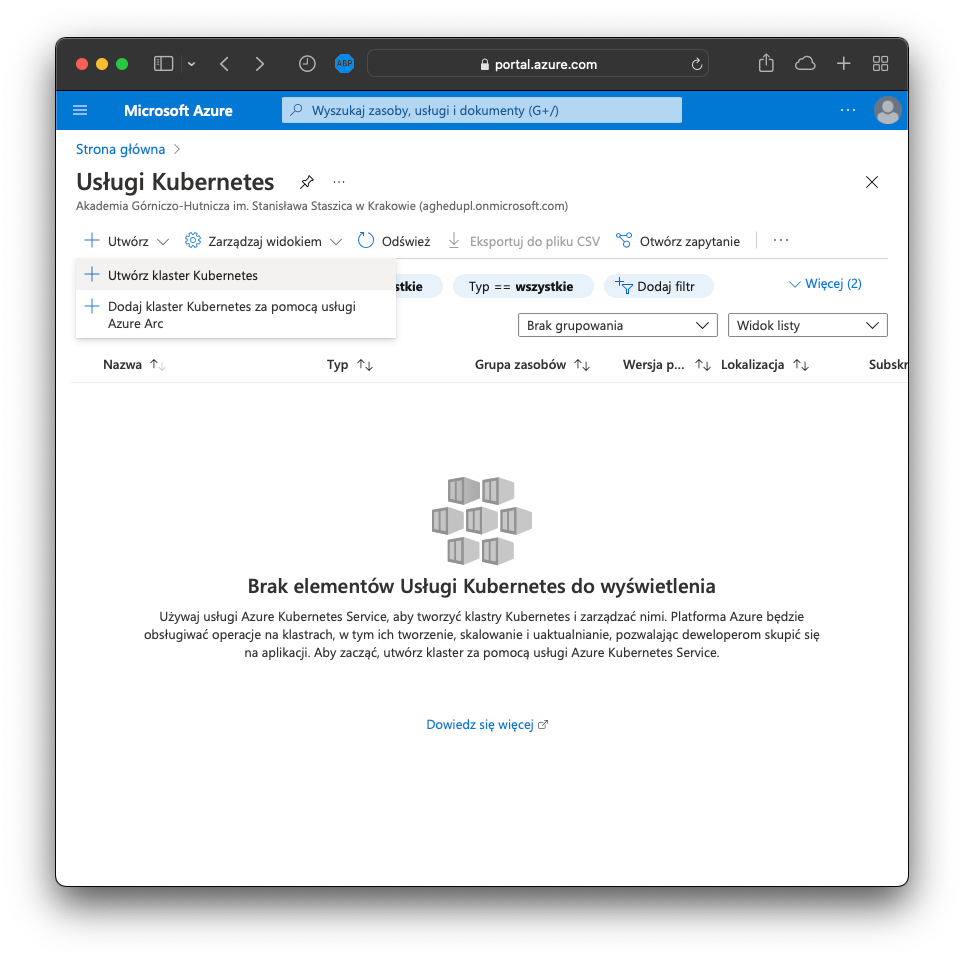 ABP
portal.azure.com
Microsoft Azure
Wyszukaj zasoby, usługi i dokumenty (G+/)
Strona główna
Usługi Kubernetes
Akademia Górniczo-Hutnicza im. Stanisława Staszica w Krakowie (aghedupl.onmicrosoft.com)
Utwórz Zarządzaj widokiem Odśwież Eksportuj do pliku CSV Otwórz zapytanie
Utwórz klaster Kubernetes
Dodaj klaster Kubernetes za pomocą usługi
Azure Arc
stkie Typ == wszystkie Dodaj filtr Więcej (2)
Brak grupowania Widok listy
Nazwa Typ Grupa zasobów Wersja p... Lokalizacja Subskr
Brak elementów Usługi Kubernetes do wyświetlenia
Używaj usługi Azure Kubernetes Service, aby tworzyć klastry Kubernetes i zarządzać nimi. Platforma Azure będzie
obsługiwać operacje na klastrach, w tym ich tworzenie, skalowanie i uaktualnianie, pozwalając deweloperom skupić się
na aplikacji. Aby zacząć, utwórz klaster za pomocą usługi Azure Kubernetes Service.
Dowiedz się więcej